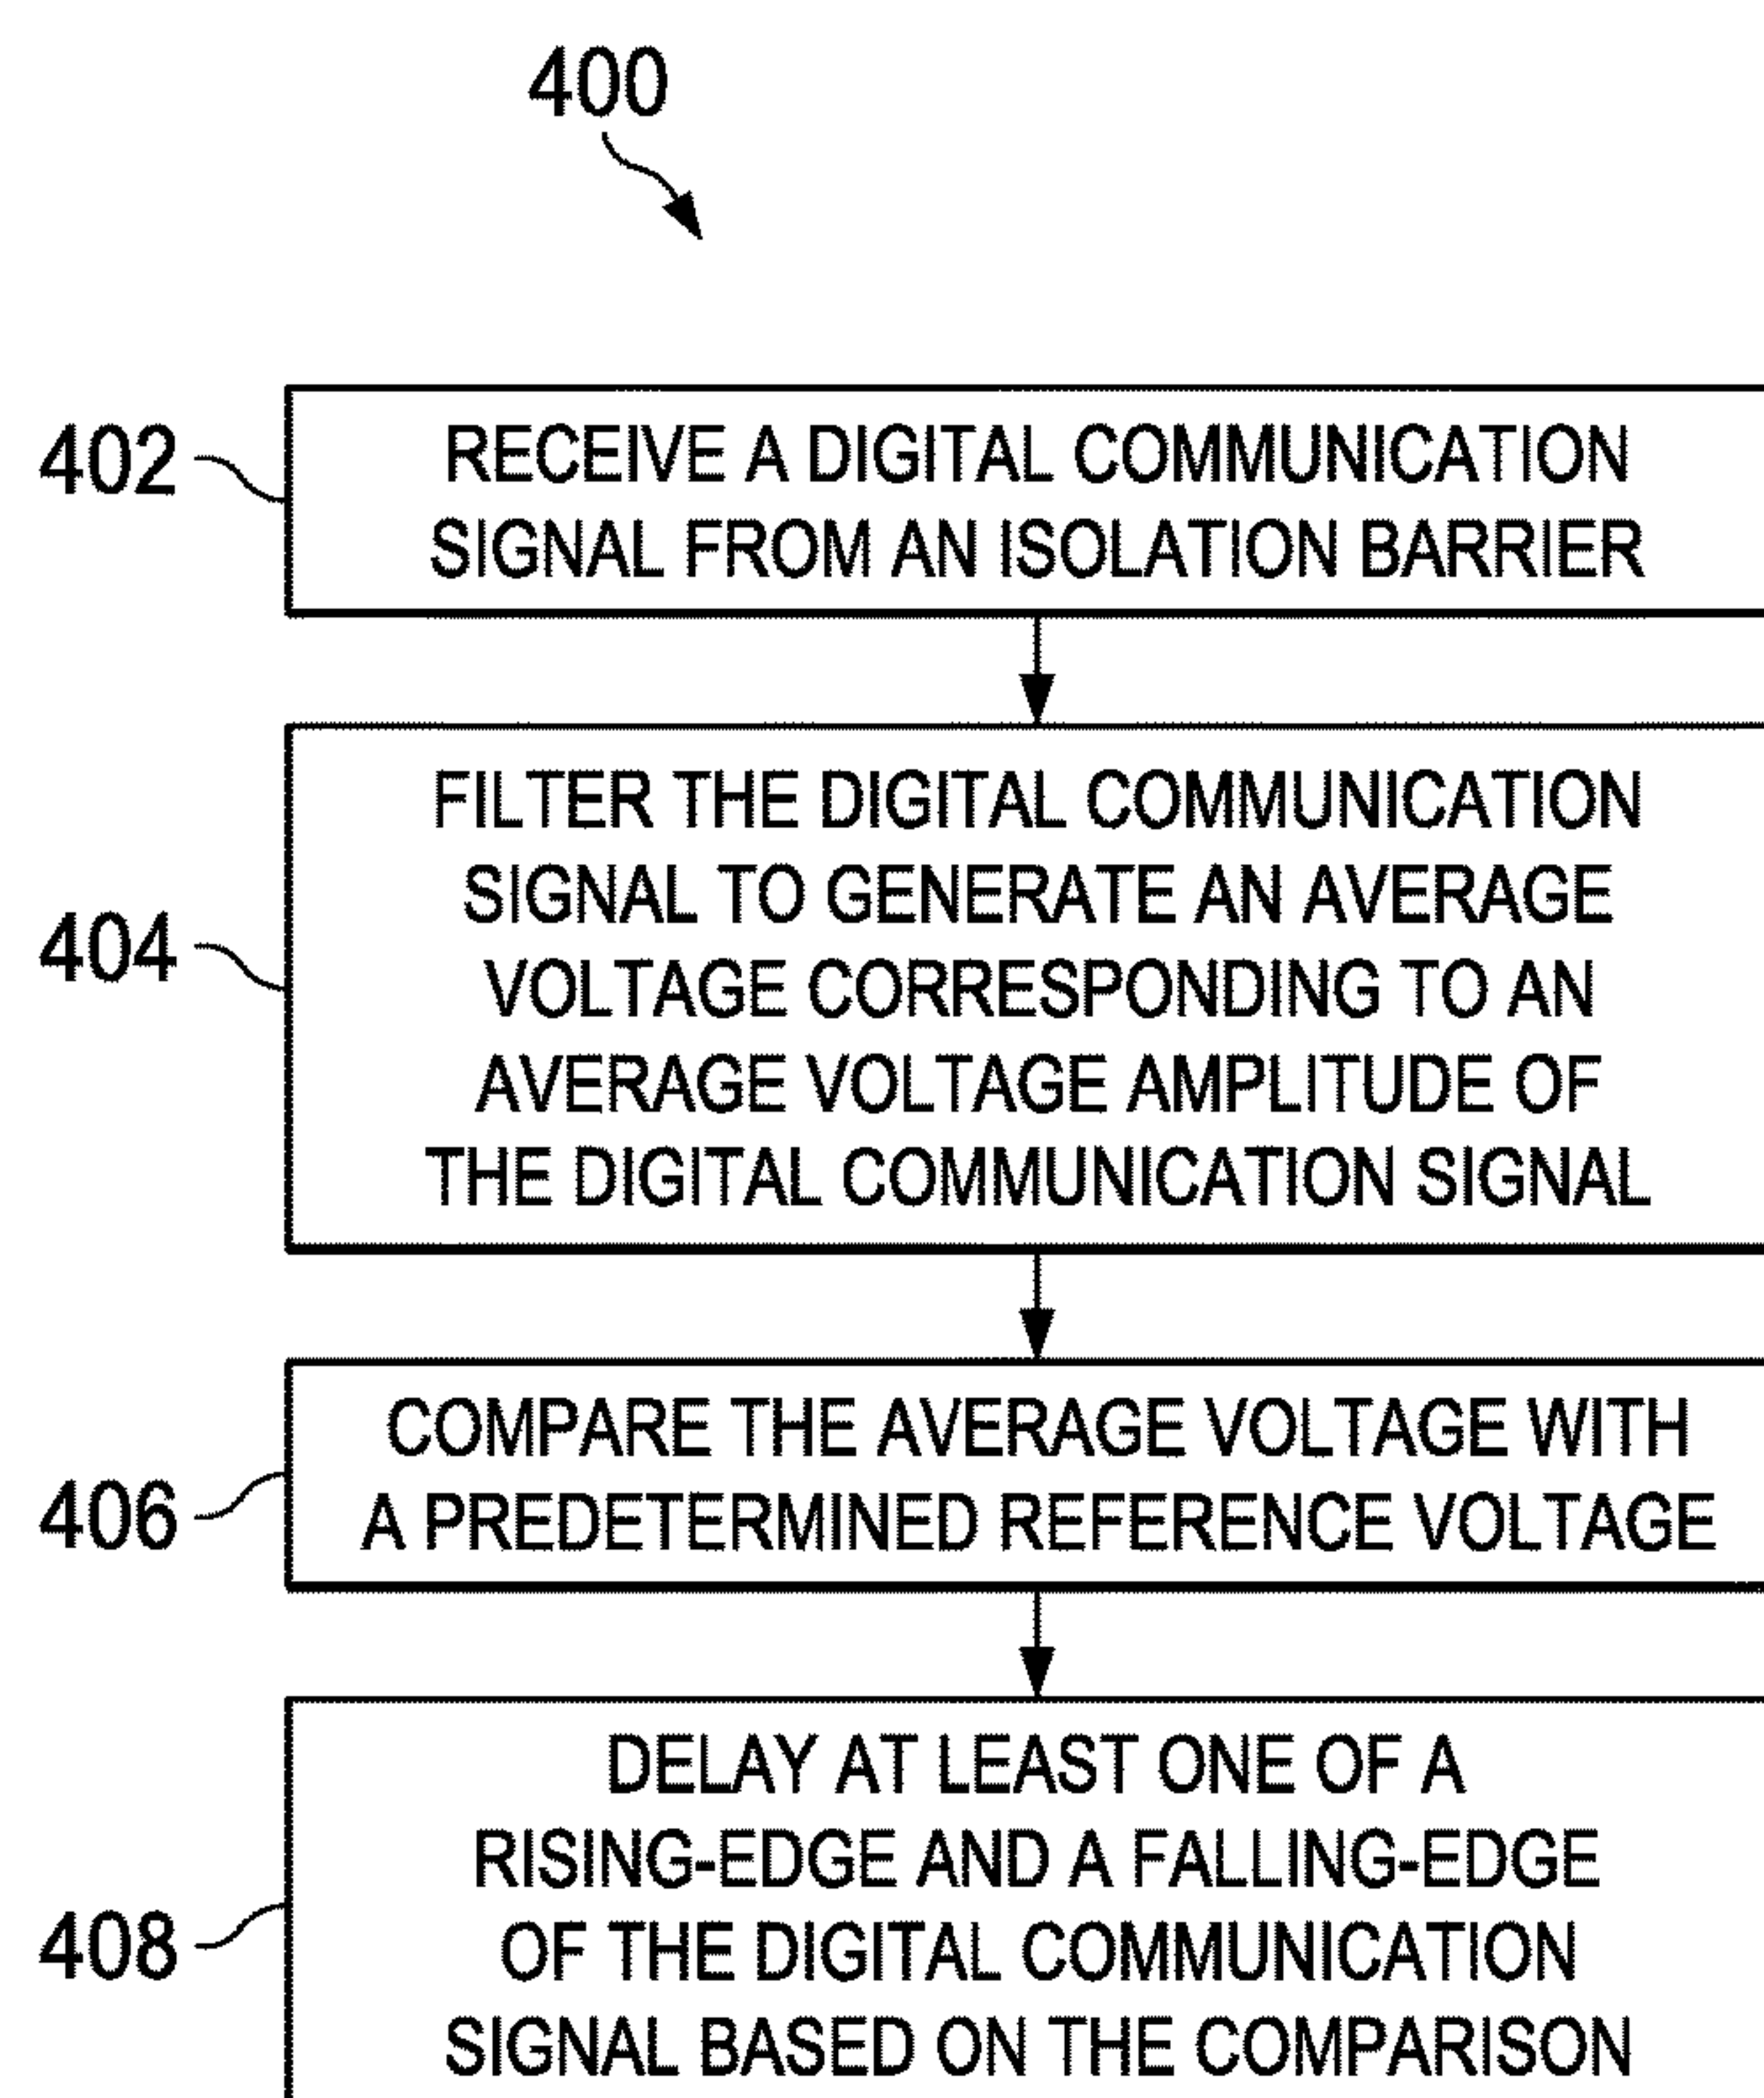 400
402
RECEIVE A DIGITAL COMMUNICATION
SIGNAL FROM AN ISOLATION BARRIER
404
FILTER THE DIGITAL COMMUNICATION
SIGNAL TO GENERATE AN AVERAGE
VOLTAGE CORRESPONDING TO AN
AVERAGE VOLTAGE AMPLITUDE OF
THE DIGITAL COMMUNICATION SIGNAL
406
COMPARE THE AVERAGE VOLTAGE WITH
A PREDETERMINED REFERENCE VOLTAGE
408
DELAY AT LEAST ONE OF A
RISING-EDGE AND A FALLING-EDGE
OF THE DIGITAL COMMUNICATION
SIGNAL BASED ON THE COMPARISON